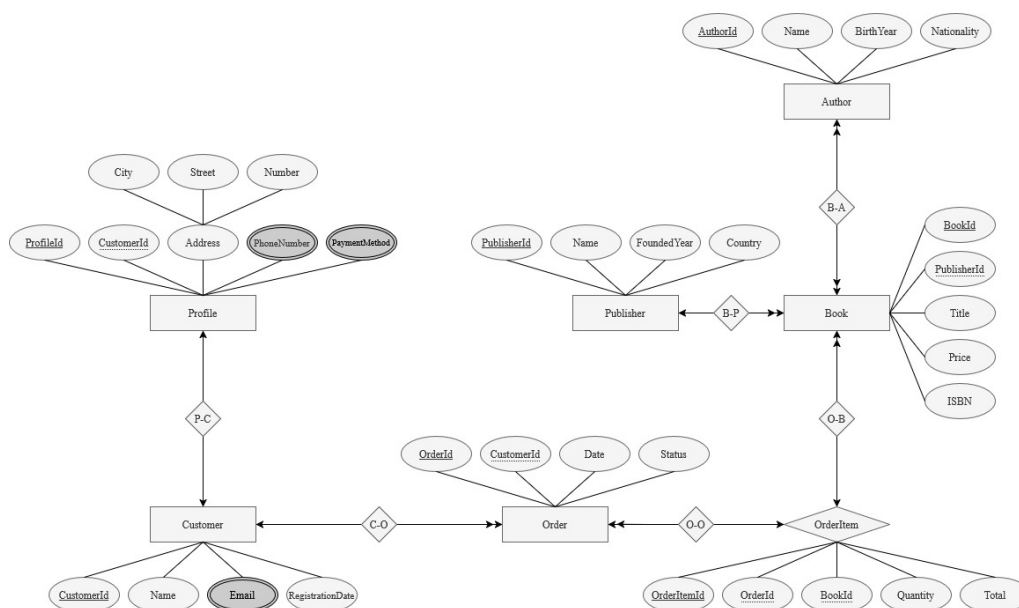 AuthorId
Name
BirthYear
Nationality
Author
City
Street
Number
B-A
ProfileId
CustomerId
Address
PhoneNumber
PaymentMethod
PublisherId
Name
FoundedYear
Country
BookId
PublisherId
Profile
Publisher
B-P
Book
Title
Price
ISBN
P-C
O-B
OrderId
CustomerId
Date
Status
Customer
C-O
Order
O-O
OrderItem
CustomerId
Name
Email
RegistrationDate
OrderItemId
OrderId
BookId
Quantity
Total